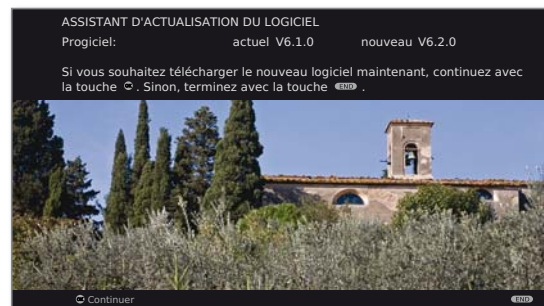 ASSISTANT D'ACTUALISATION DU LOGICIEL
Progiciel: actuel V6.1.0 nouveau V6.2.0
Si vous souhaitez télécharger le nouveau logiciel maintenant, continuez avec
la touche . Sinon, terminez avec la touche END .
Continuer END